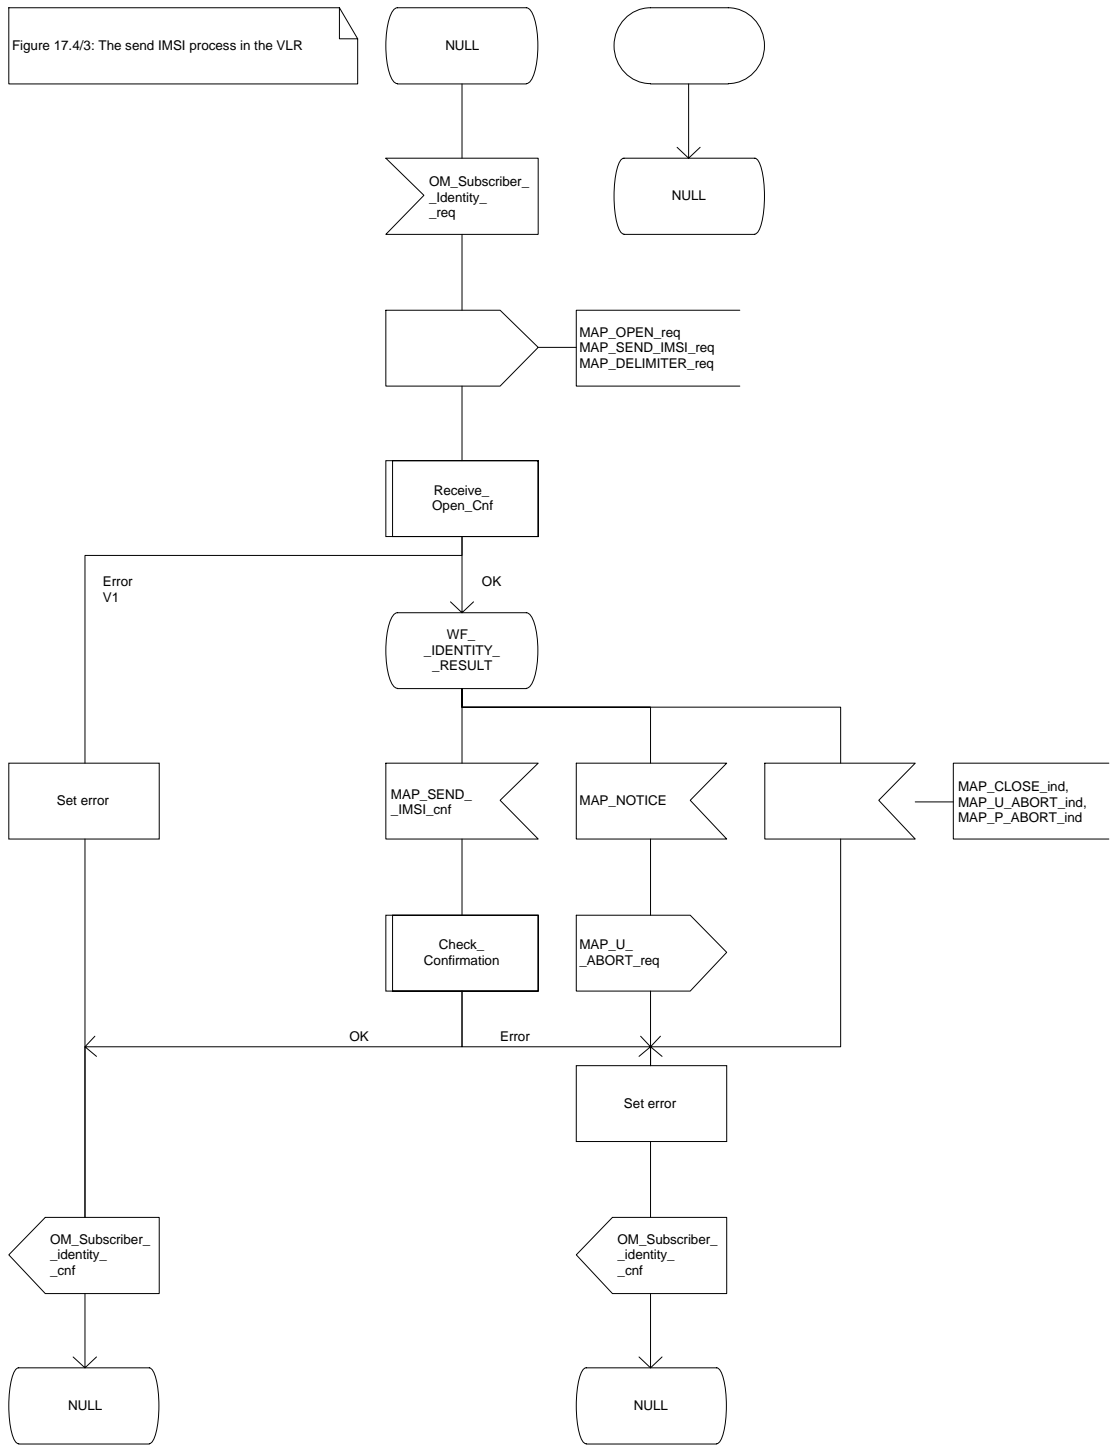 Figure 17.4/3: The send IMSI process in the VLR
NULL
OM_Subscriber_
_Identity_
_req
NULL
MAP_OPEN_req
MAP_SEND_IMSI_req
MAP_DELIMITER_req
Receive_
Open_Cnf
Error
V1
OK
WF_
_IDENTITY_
_RESULT
Set error
MAP_SEND_
_IMSI_cnf
MAP_NOTICE
MAP_CLOSE_ind,
MAP_U_ABORT_ind,
MAP_P_ABORT_ind
Check_
Confirmation
MAP_U_
_ABORT_req
OK
Error
Set error
OM_Subscriber_
_identity_
_cnf
OM_Subscriber_
_identity_
_cnf
NULL
NULL